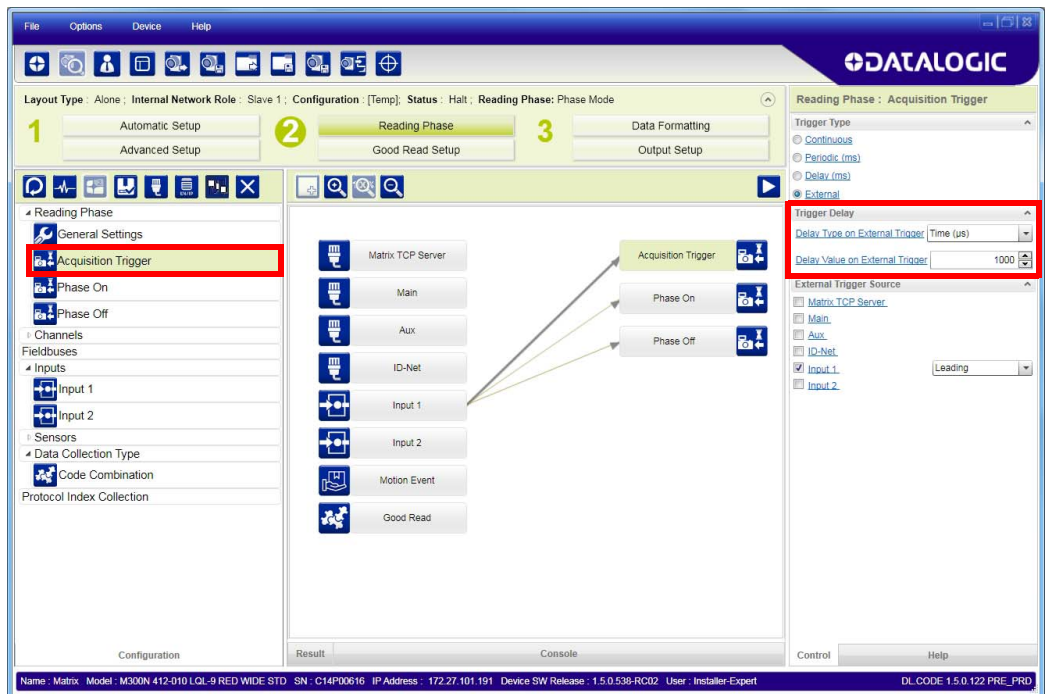 File Options Device Help
DATALOGIC
Layout Type : Alone ; Internal Network Role : Slave 1 ; Configuration : [Temp]; Status : Halt ; Reading Phase: Phase Mode
1 Automatic Setup
Advanced Setup
2 Reading Phase
Good Read Setup
3 Data Formatting
Output Setup
Reading Phase
General Settings
Acquisition Trigger
Phase On
Phase Off
Channels
Fieldbuses
Inputs
Input 1
Input 2
Sensors
Data Collection Type
Code Combination
Protocol Index Collection
Configuration
Matrix TCP Server
Main
Aux
ID-Net
Input 1
Input 2
Motion Event
Good Read
Acquisition Trigger
Phase On
Phase Off
Result Console
Reading Phase : Acquisition Trigger
Trigger Type
Continuous
Periodic (ms)
Delay (ms)
External
Trigger Delay
Delay Type on External Trigger Time (µs)
Delay Value on External Trigger 1000
External Trigger Source
Matrix TCP Server
Main
Aux
ID-Net
Input 1 Leading
Input 2
Control Help
Name : Matrix Model : M300N 412-010 LQL-9 RED WIDE STD SN : C14P00616 IP Address : 172.27.101.191 Device SW Release : 1.5.0.538-RC02 User : Installer-Expert DL.CODE 1.5.0.122 PRE_PRD